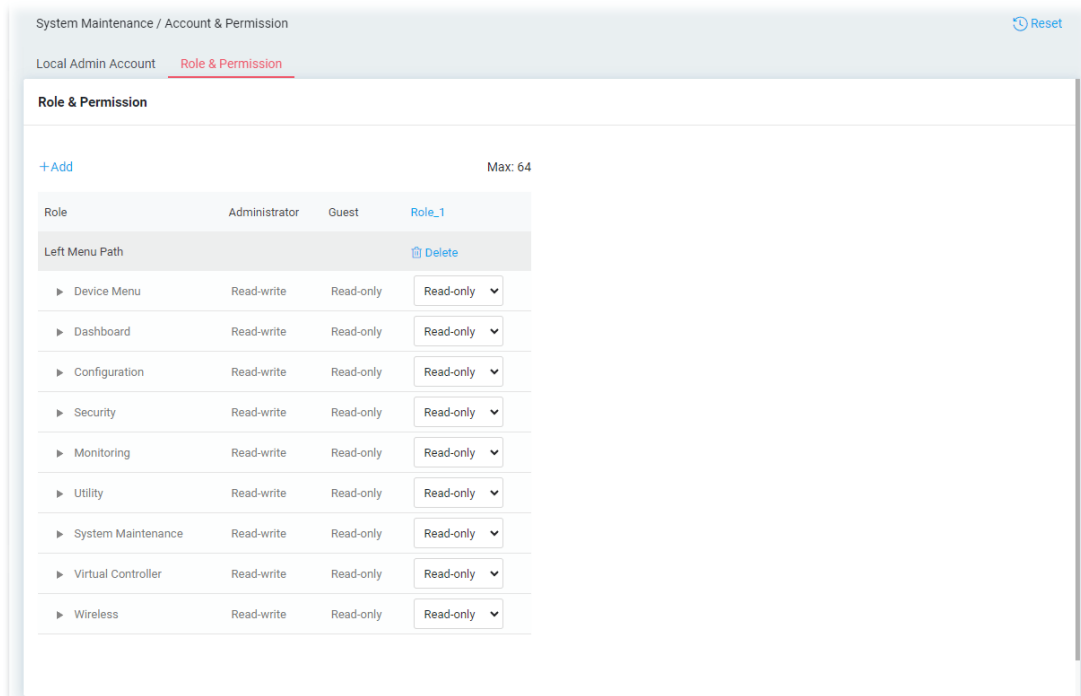 System Maintenance / Account & Permission Reset
Local Admin Account Role & Permission
Role & Permission
+Add Max: 64
Role Administrator Guest Role_1
Left Menu Path Delete
Device Menu Read-write Read-only Read-only
Dashboard Read-write Read-only Read-only
Configuration Read-write Read-only Read-only
Security Read-write Read-only Read-only
Monitoring Read-write Read-only Read-only
Utility Read-write Read-only Read-only
System Maintenance Read-write Read-only Read-only
Virtual Controller Read-write Read-only Read-only
Wireless Read-write Read-only Read-only